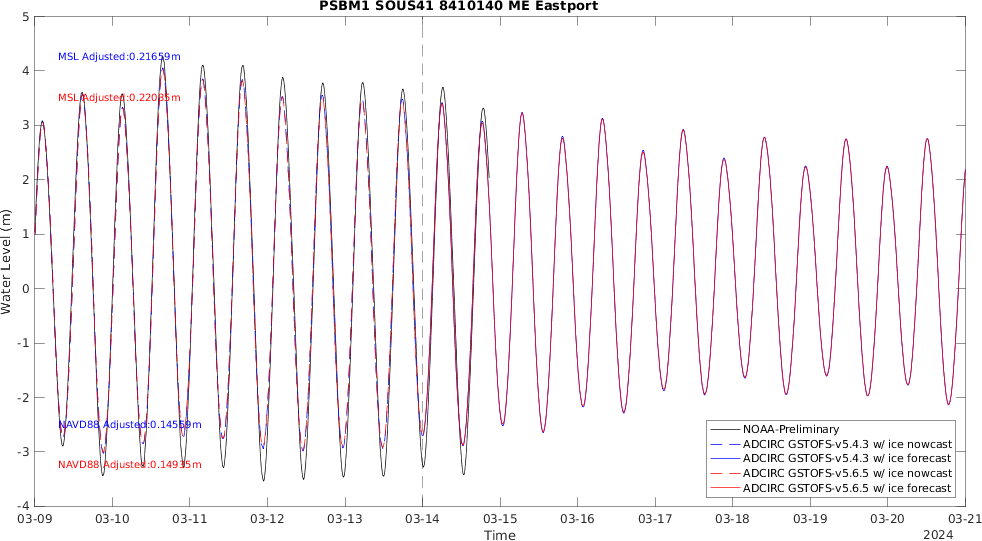 PSBM1 SOUS41 8410140 ME Eastport
5
4
3
2
1
0
-1
-2
-3
-4
Water Level (m)
MSL Adjusted:0.21659m
MSL Adjusted:0.22035m
NAVD88 Adjusted:0.14559m
NAVD88 Adjusted:0.14935m
NOAA-Preliminary
ADCIRC GSTOFS-v5.4.3 w/ ice nowcast
ADCIRC GSTOFS-v5.4.3 w/ ice forecast
ADCIRC GSTOFS-v5.6.5 w/ ice nowcast
ADCIRC GSTOFS-v5.6.5 w/ ice forecast
03-09 03-10 03-11 03-12 03-13 03-14 03-15 03-16 03-17 03-18 03-19 03-20 03-21
Time
2024